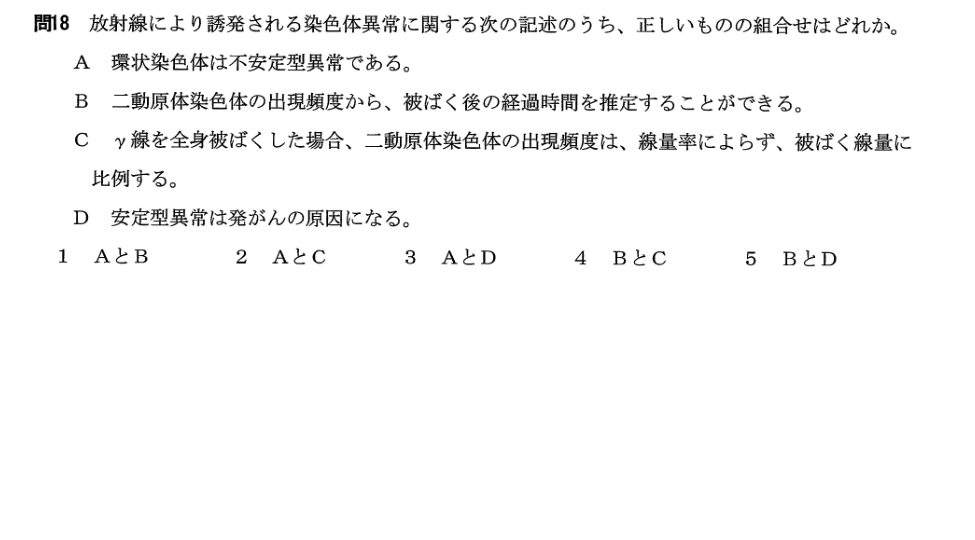 問18　放射線により誘発される染色体異常に関する次の記述のうち、正しいものの組合せはどれか。
A　環状染色体は不安定型異常である。
B　二動原体染色体の出現頻度から、被ばく後の経過時間を推定することができる。
C　γ線を全身被ばくした場合、二動原体染色体の出現頻度は、線量率によらず、被ばく線量に
比例する。
D　安定型異常は発がんの原因になる。
1　AとB　2　AとC　3　AとD　4　BとC　5　BとD